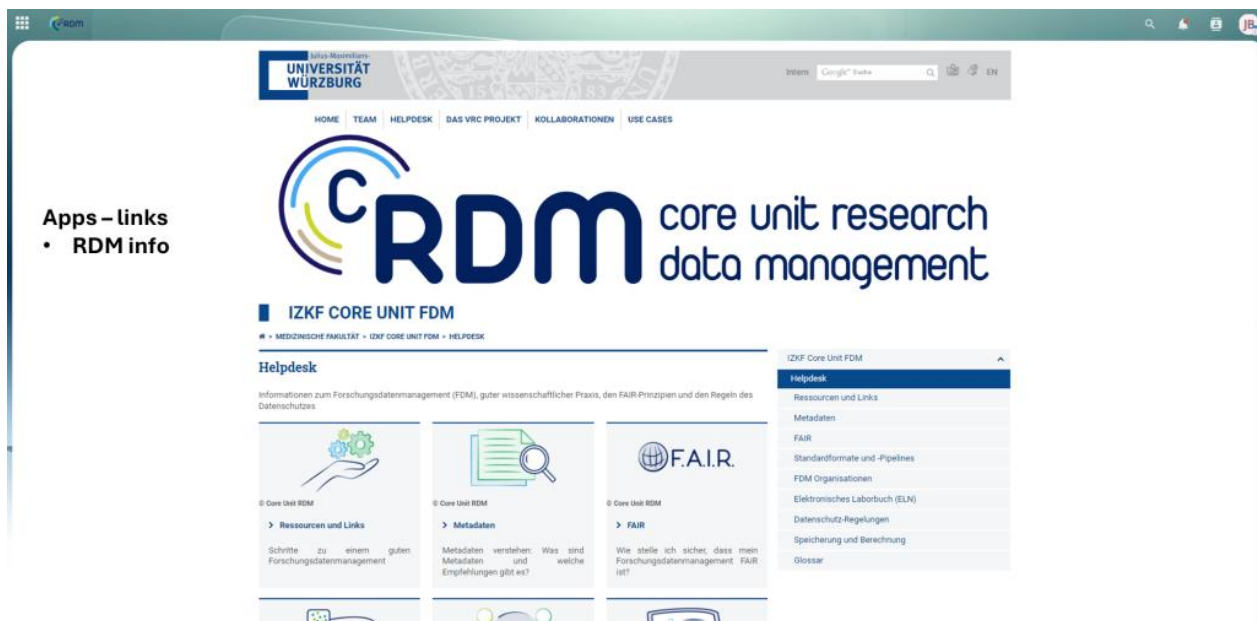 CRDM
JB
Julius-Maximilians-
UNIVERSITÄT
WÜRZBURG
Intern
Google™ Suche
EN
HOME
TEAM
HELPDESK
DAS VRC PROJEKT
KOLLABORATIONEN
USE CASES
Apps – links
• RDM info
CRDM
core unit research
data management
IZKF CORE UNIT FDM
» MEDIZINISCHE FAKULTÄT » IZKF CORE UNIT FDM » HELPDESK
Helpdesk
Informationen zum Forschungsdatenmanagement (FDM), guter wissenschaftlicher Praxis, den FAIR-Prinzipien und den Regeln des
Datenschutzes
© Core Unit RDM
> Ressourcen und Links
Schritte zu einem guten
Forschungsdatenmanagement
© Core Unit RDM
> Metadaten
Metadaten verstehen: Was sind
Metadaten und welche
Empfehlungen gibt es?
F.A.I.R.
© Core Unit RDM
> FAIR
Wie stelle ich sicher, dass mein
Forschungsdatenmanagement FAIR
ist?
IZKF Core Unit FDM
Helpdesk
Ressourcen und Links
Metadaten
FAIR
Standardformate und -Pipelines
FDM Organisationen
Elektronisches Laborbuch (ELN)
Datenschutz-Regelungen
Speicherung und Berechnung
Glossar